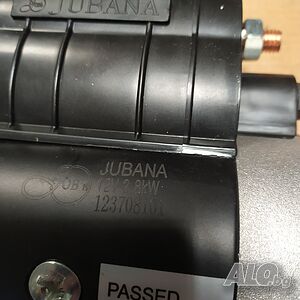 JUBANA
JUBANA
12V 2.8kW
123708101
PASSED
ALO.bg